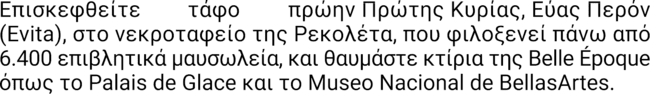 Επισκεφθείτε τάφο πρώην Πρώτης Κυρίας, Εύας Περόν
(Evita), στο νεκροταφείο της Ρεκολέτα, που φιλοξενεί πάνω από
6.400 επιβλητικά μαυσωλεία, και θαυμάστε κτίρια της Belle Époque
όπως το Palais de Glace και το Museo Nacional de BellasArtes.